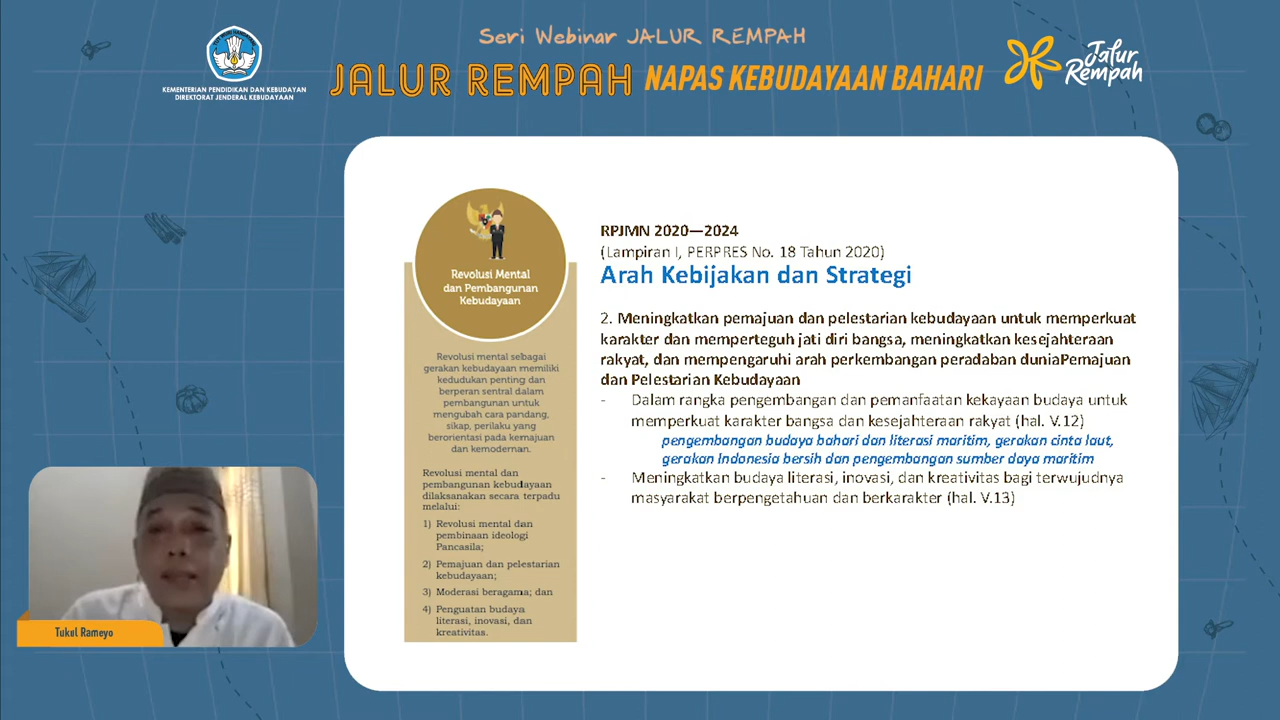 Seri Webinar JALUR REMPAH
JALUR REMPAH NAPAS KEBUDAYAAN BAHARI
KEMENTERIAN PENDIDIKAN DAN KEBUDAYAAN
DIREKTORAT JENDERAL KEBUDAYAAN
Jalur
Rempah
Revolusi Mental
dan Pembangunan
Kebudayaan
Revolusi mental sebagai
gerakan kebudayaan memiliki
kedudukan penting dan
berperan sentral dalam
pembangunan untuk
mengubah cara pandang,
sikap, perilaku yang
berorientasi pada kemajuan
dan kemodernan.
Revolusi mental dan
pembangunan kebudayaan
dilaksanakan secara terpadu
melalui:
1) Revolusi mental dan
pembinaan ideologi
Pancasila;
2) Pemajuan dan pelestarian
kebudayaan;
3) Moderasi beragama; dan
4) Penguatan budaya
literasi, inovasi, dan
kreativitas.
RPJMN 2020—2024
(Lampiran I, PERPRES No. 18 Tahun 2020)
Arah Kebijakan dan Strategi
2. Meningkatkan pemajuan dan pelestarian kebudayaan untuk memperkuat
karakter dan memperteguh jati diri bangsa, meningkatkan kesejahteraan
rakyat, dan mempengaruhi arah perkembangan peradaban duniaPemajuan
dan Pelestarian Kebudayaan
- Dalam rangka pengembangan dan pemanfaatan kekayaan budaya untuk
memperkuat karakter bangsa dan kesejahteraan rakyat (hal. V.12)
pengembangan budaya bahari dan literasi maritim, gerakan cinta laut,
gerakan Indonesia bersih dan pengembangan sumber daya maritim
- Meningkatkan budaya literasi, inovasi, dan kreativitas bagi terwujudnya
masyarakat berpengetahuan dan berkarakter (hal. V.13)
Tukul Rameyo